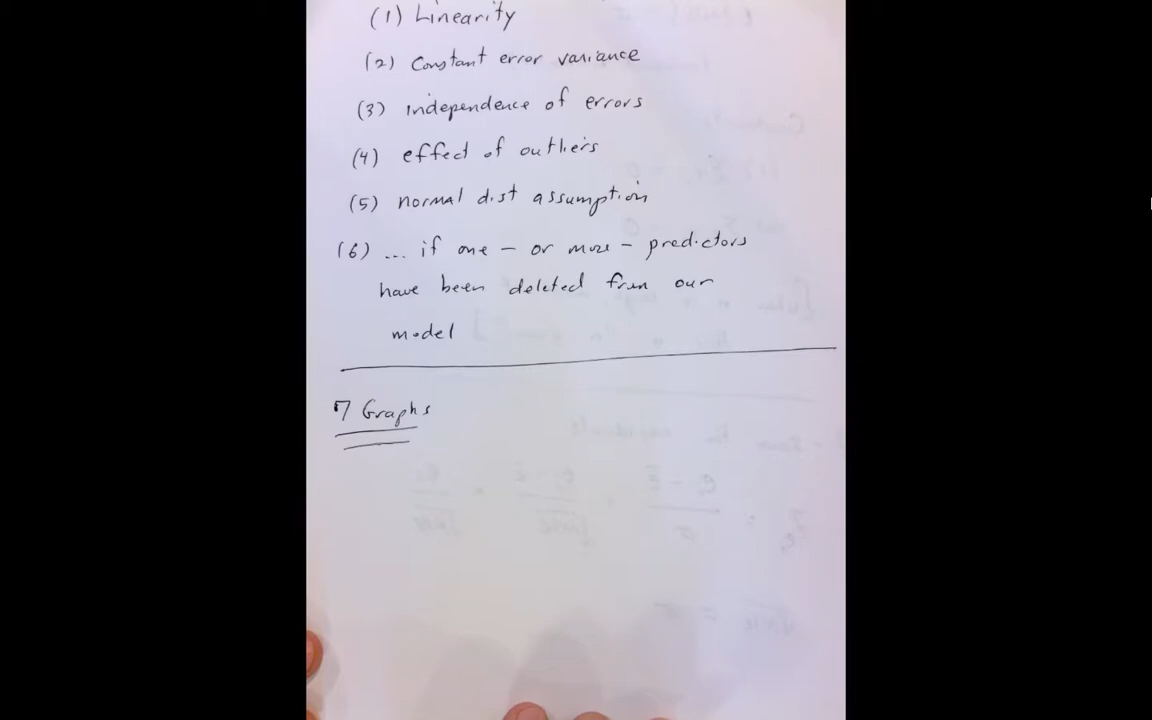 (1) Linearity
(2) Constant error variance
(3) independence of errors
(4) effect of outliers
(5) normal dist assumption
(6) ... if one - or more - predictors
have been deleted from our
model
7 Graphs